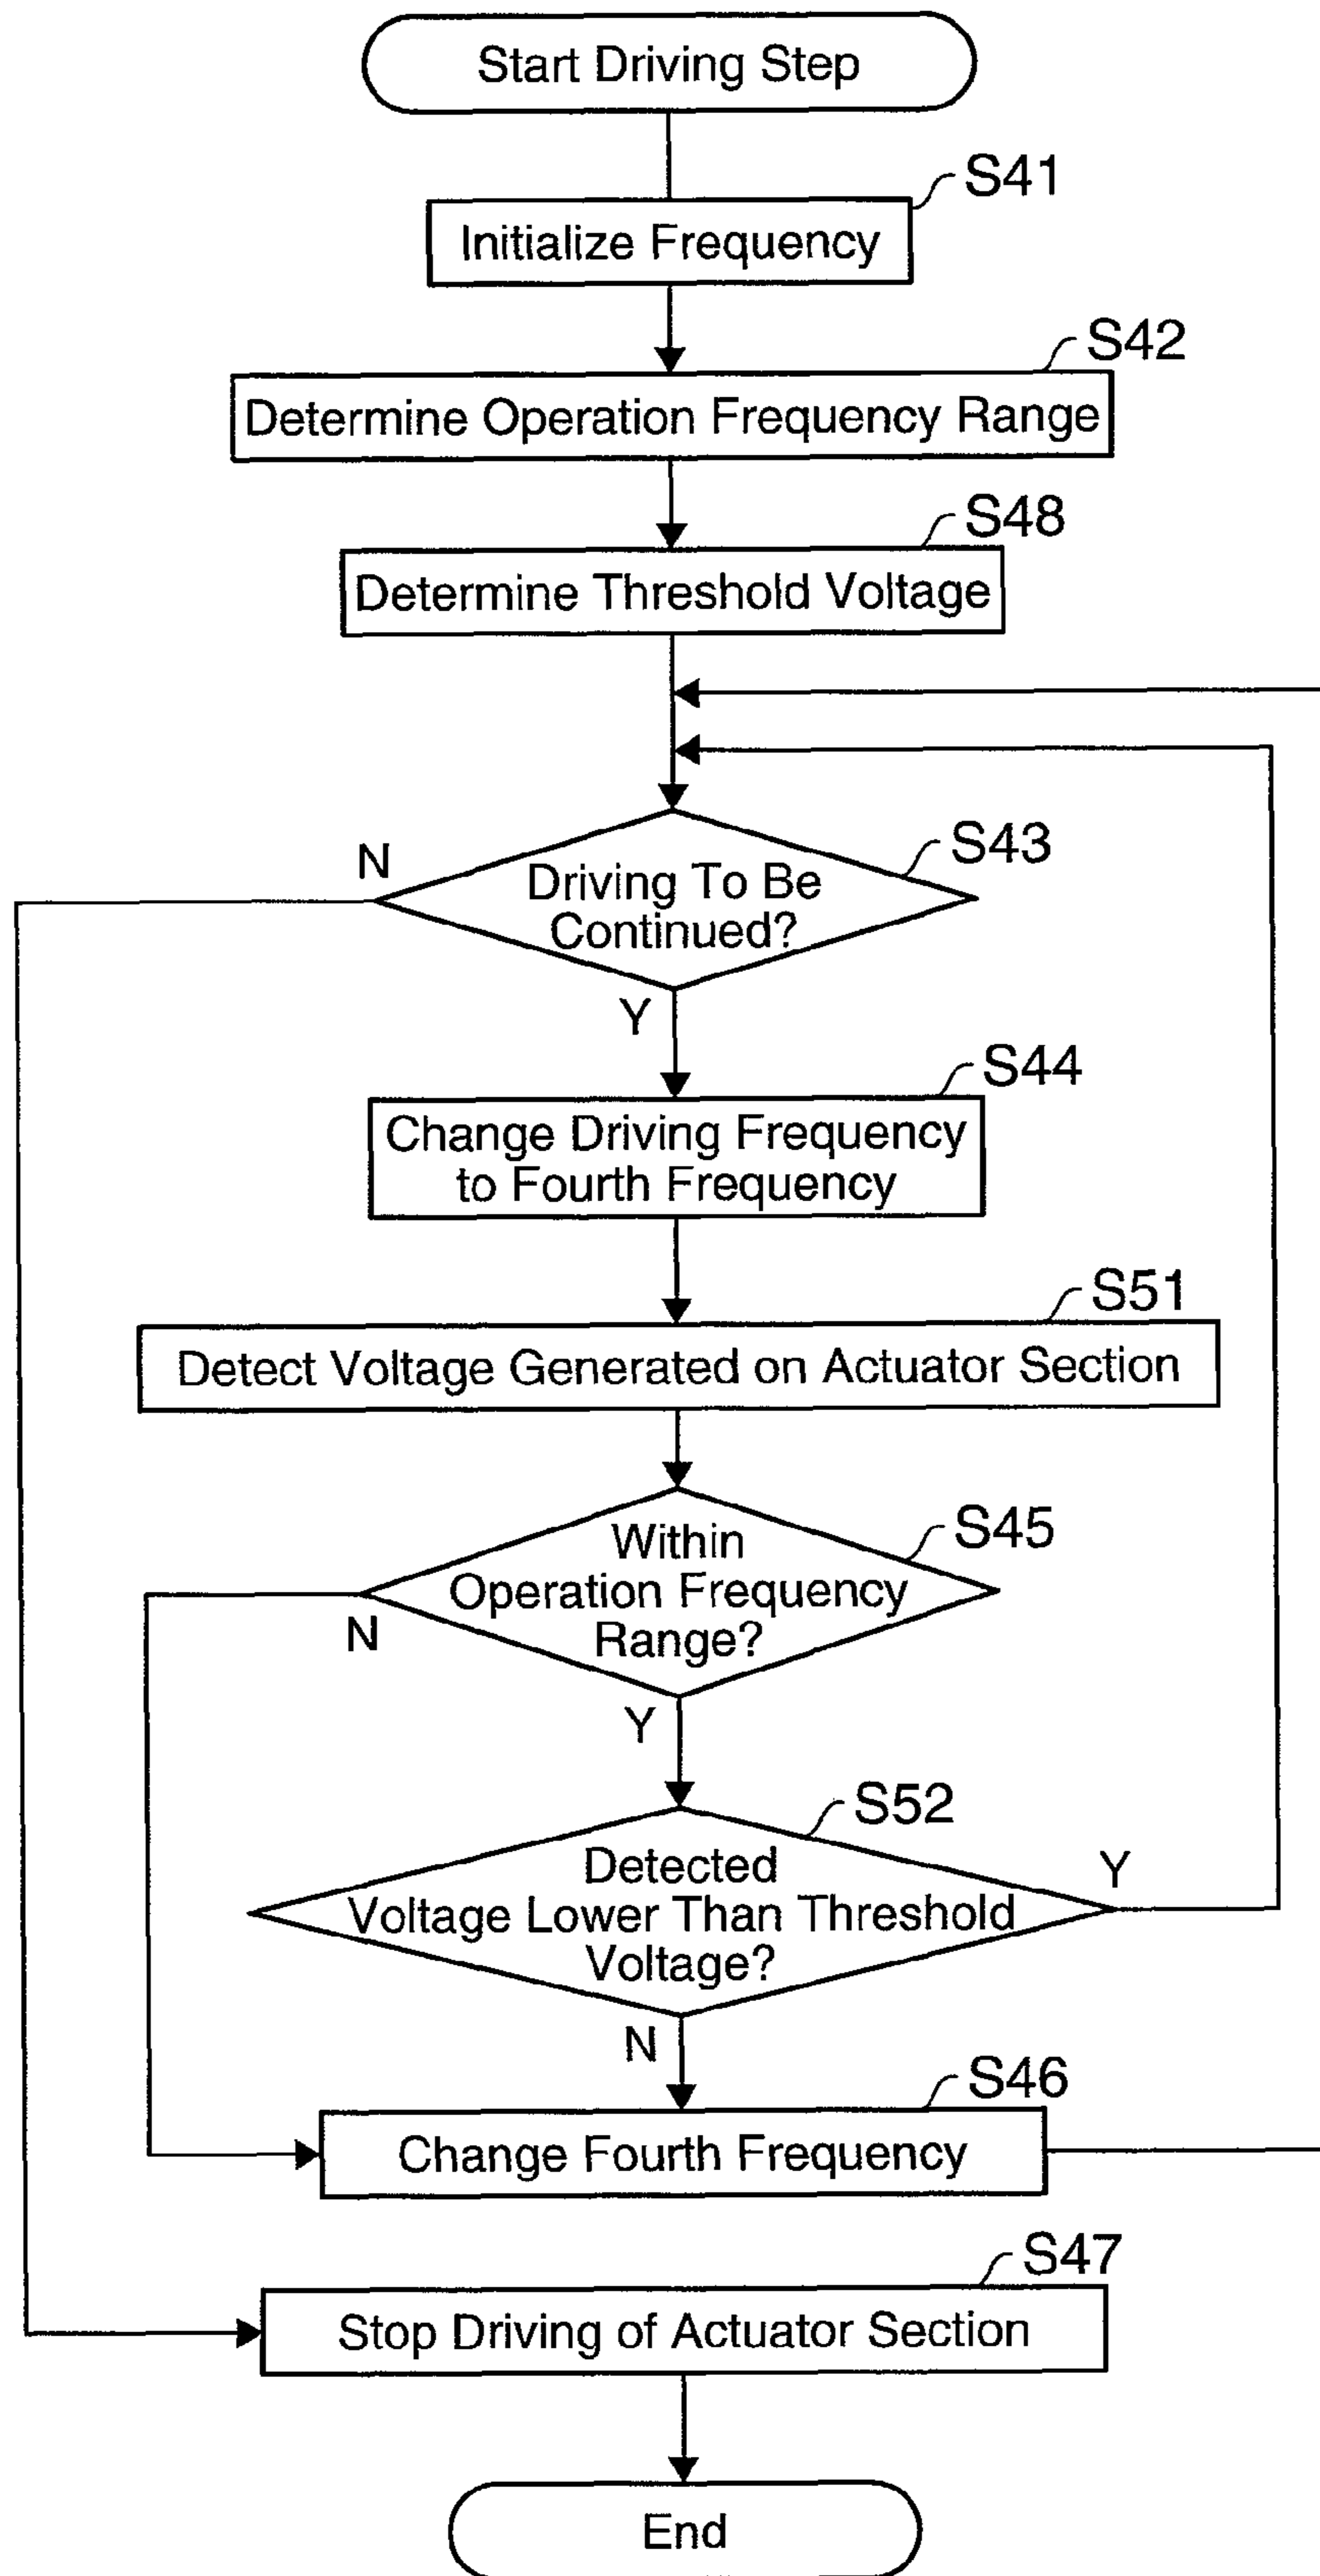 Start Driving Step
S41
Initialize Frequency
S42
Determine Operation Frequency Range
S48
Determine Threshold Voltage
S43
N
Driving To Be
Continued?
Y
S44
Change Driving Frequency
to Fourth Frequency
S51
Detect Voltage Generated on Actuator Section
S45
Within
Operation Frequency
Range?
N
Y
S52
Detected
Voltage Lower Than Threshold
Voltage?
Y
N
S46
Change Fourth Frequency
S47
Stop Driving of Actuator Section
End